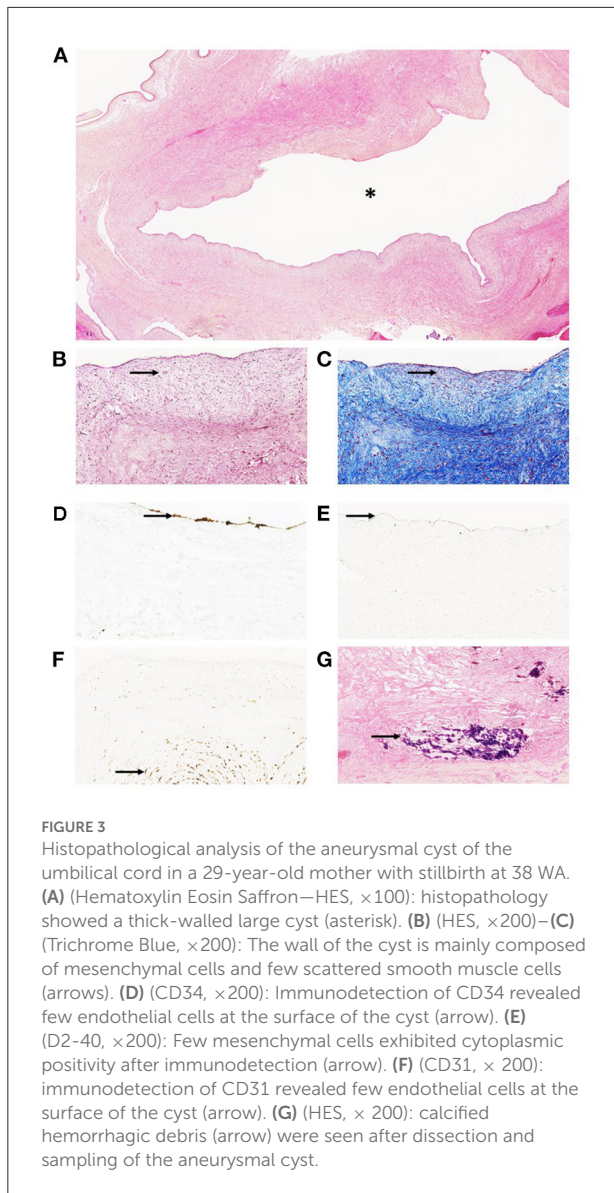 A
*
B
C
D
E
F
G
FIGURE 3
Histopathological analysis of the aneurysmal cyst of the
umbilical cord in a 29-year-old mother with stillbirth at 38 WA.
(A) (Hematoxylin Eosin Saffron—HES, ×100): histopathology
showed a thick-walled large cyst (asterisk). (B) (HES, ×200)–(C)
(Trichrome Blue, ×200): The wall of the cyst is mainly composed
of mesenchymal cells and few scattered smooth muscle cells
(arrows). (D) (CD34, ×200): Immunodetection of CD34 revealed
few endothelial cells at the surface of the cyst (arrow). (E)
(D2-40, ×200): Few mesenchymal cells exhibited cytoplasmic
positivity after immunodetection (arrow). (F) (CD31, × 200):
immunodetection of CD31 revealed few endothelial cells at the
surface of the cyst (arrow). (G) (HES, × 200): calcified
hemorrhagic debris (arrow) were seen after dissection and
sampling of the aneurysmal cyst.